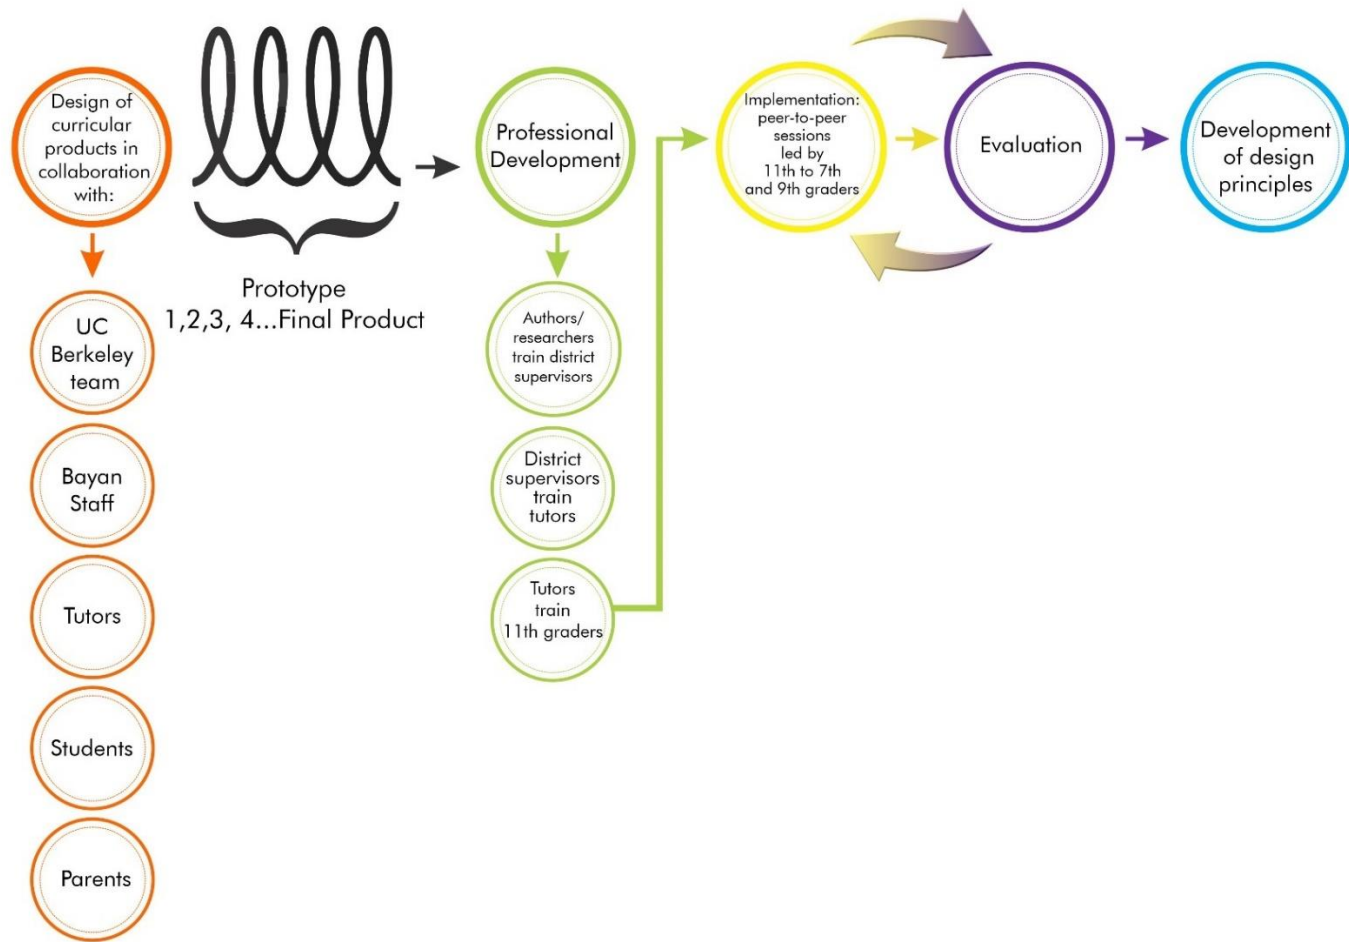 Design of
curricular
products in
collaboration
with:
UC
Berkeley
team
Bayan
Staff
Tutors
Students
Parents
Prototype
1,2,3, 4...Final Product
Professional
Development
Authors/
researchers
train district
supervisors
District
supervisors
train
tutors
Tutors
train
11th graders
Implementation:
peer-to-peer
sessions
led by
11th to 7th
and 9th graders
Evaluation
Development
of design
principles